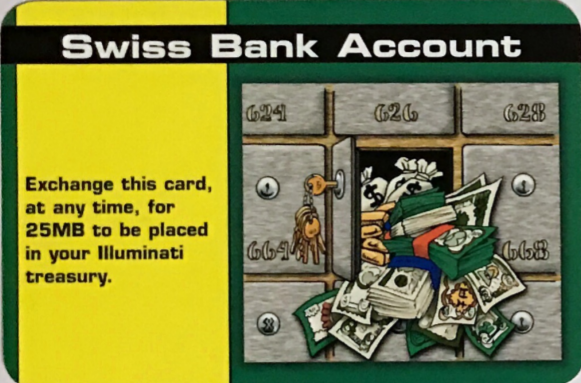 Swiss Bank Account
Exchange this card,
at any time, for
25MB to be placed
in your Illuminati
treasury.
624 626 628
664 668